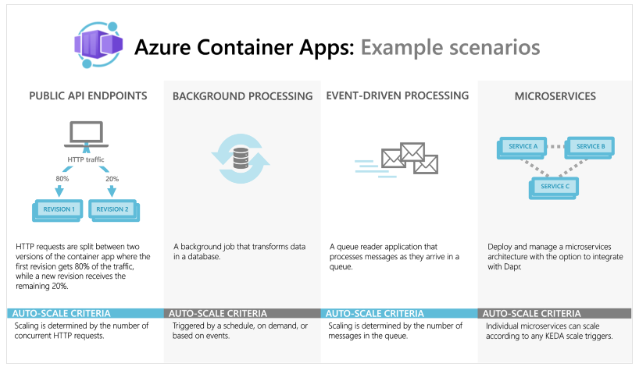 Azure Container Apps: Example scenarios
PUBLIC API ENDPOINTS
HTTP traffic
80%
20%
REVISION 1
REVISION 2
HTTP requests are split between two
versions of the container app where the
first revision gets 80% of the traffic,
while a new revision receives the
remaining 20%.
AUTO-SCALE CRITERIA
Scaling is determined by the number of
concurrent HTTP requests.
BACKGROUND PROCESSING
A background job that transforms data
in a database.
AUTO-SCALE CRITERIA
Triggered by a schedule, on demand, or
based on events.
EVENT-DRIVEN PROCESSING
A queue reader application that
processes messages as they arrive in a
queue.
AUTO-SCALE CRITERIA
Scaling is determined by the number of
messages in the queue.
MICROSERVICES
SERVICE A
SERVICE B
SERVICE C
Deploy and manage a microservices
architecture with the option to integrate
with Dapr.
AUTO-SCALE CRITERIA
Individual microservices can scale
according to any KEDA scale triggers.